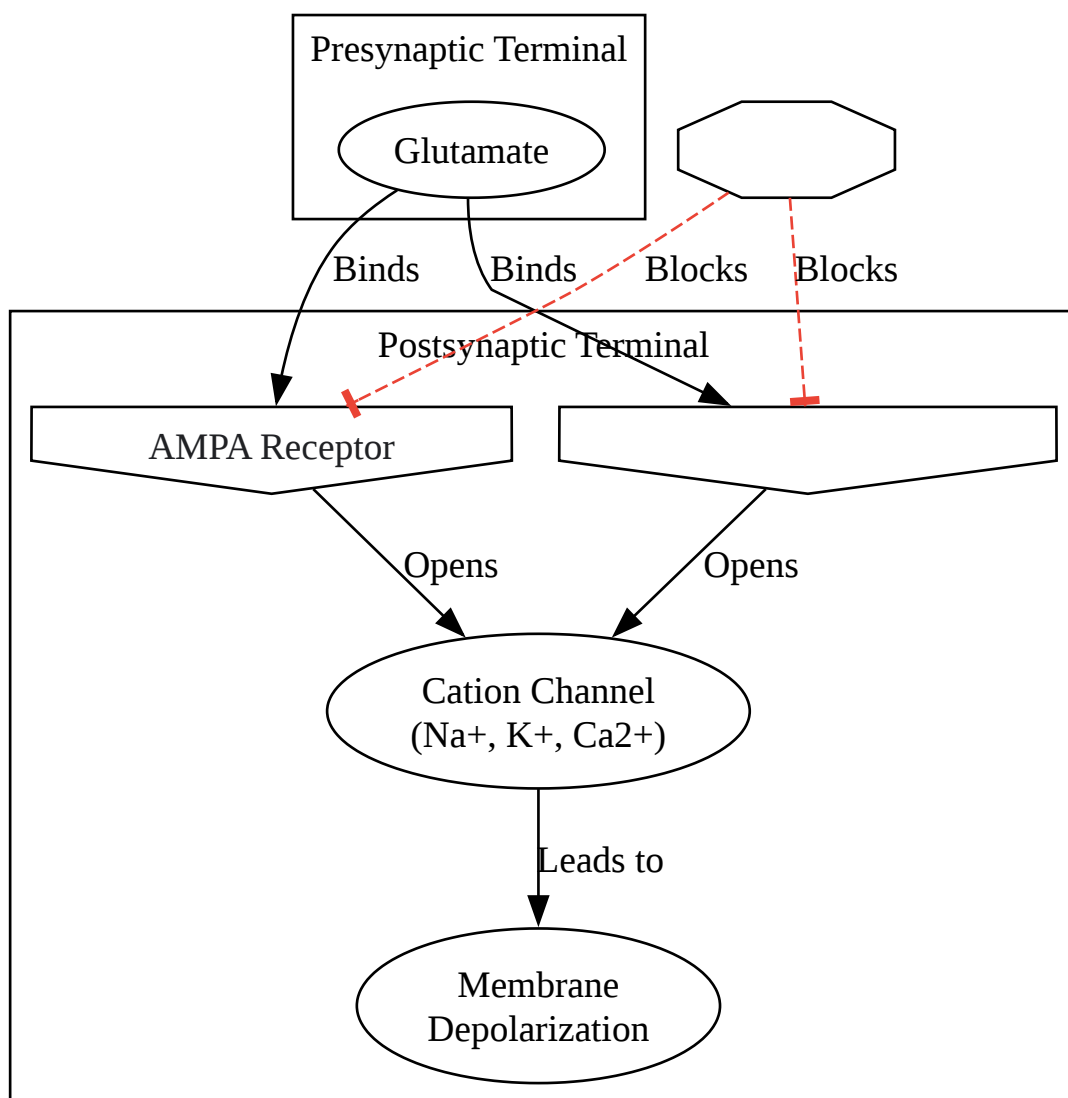 Presynaptic Terminal
Glutamate
Binds
Binds
Blocks
Blocks
Postsynaptic Terminal
AMPA Receptor
Opens
Opens
Cation Channel
(Na+, K+, Ca2+)
Leads to
Membrane
Depolarization